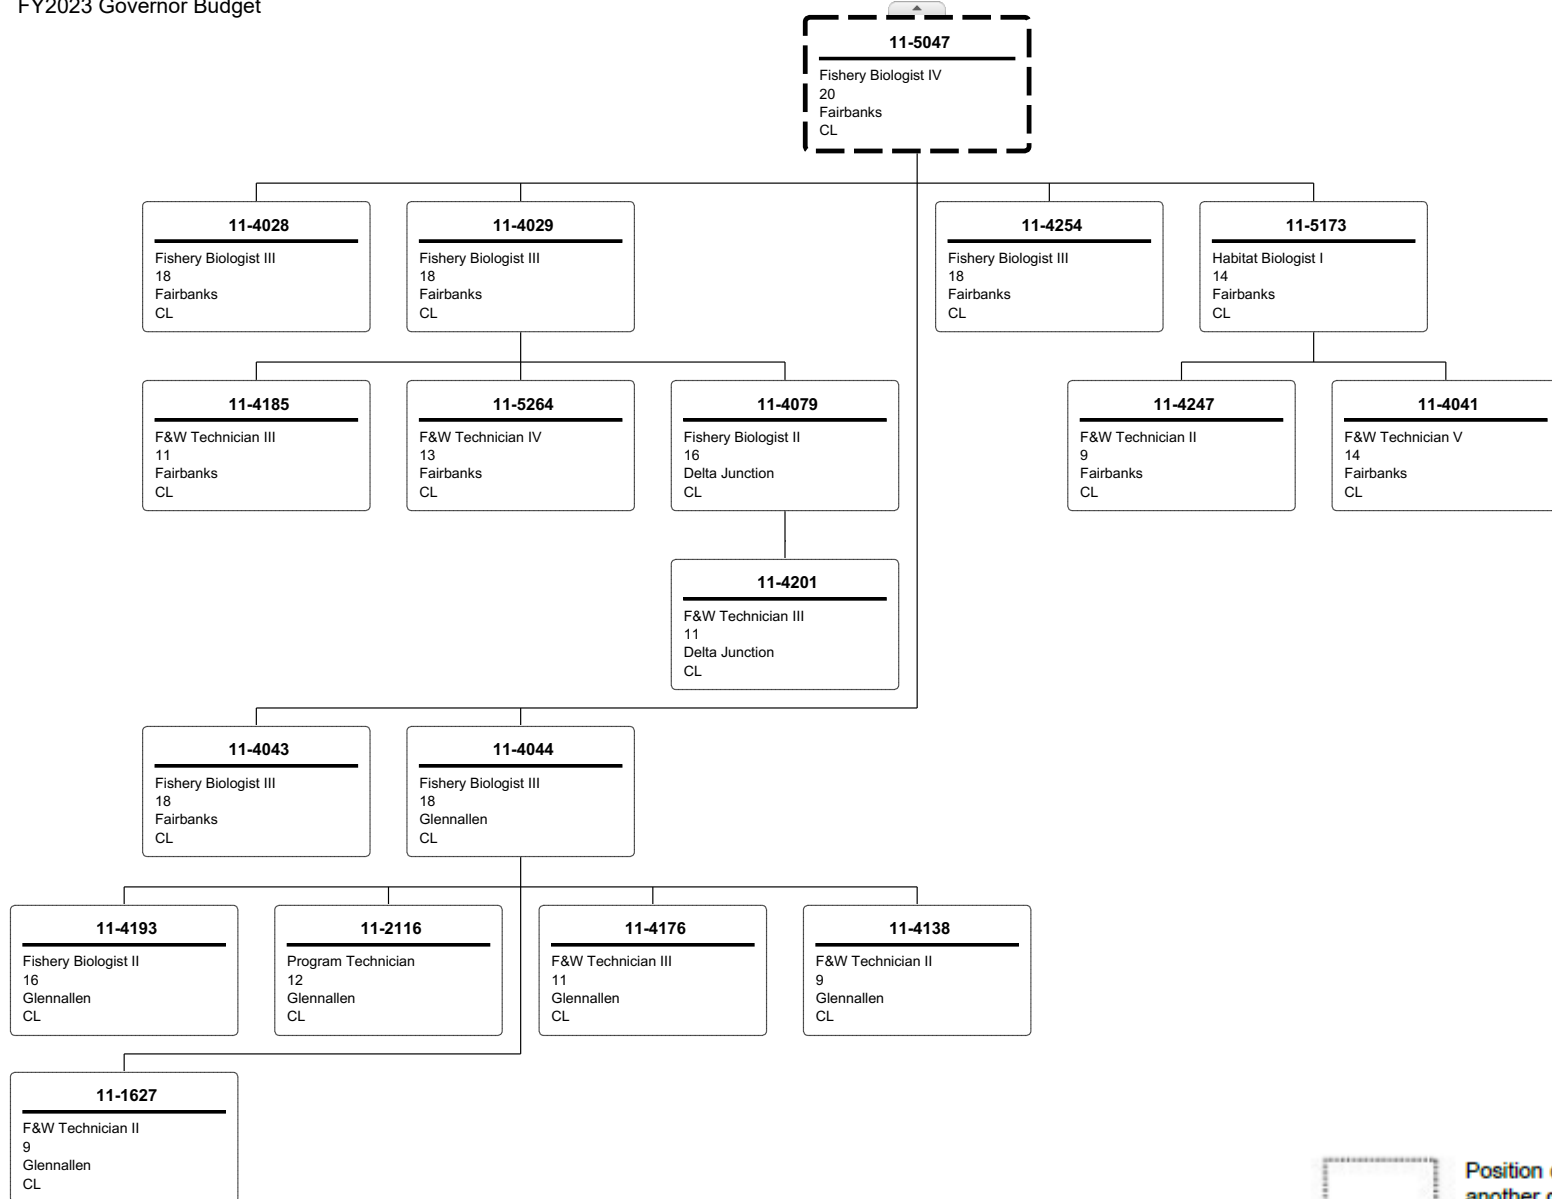 FY2023 Governor Budget
11-5047
Fishery Biologist IV
20
Fairbanks
CL
11-4028
Fishery Biologist III
18
Fairbanks
CL
11-4029
Fishery Biologist III
18
Fairbanks
CL
11-4254
Fishery Biologist III
18
Fairbanks
CL
11-5173
Habitat Biologist I
14
Fairbanks
CL
11-4185
F&W Technician III
11
Fairbanks
CL
11-5264
F&W Technician IV
13
Fairbanks
CL
11-4079
Fishery Biologist II
16
Delta Junction
CL
11-4247
F&W Technician II
9
Fairbanks
CL
11-4041
F&W Technician V
14
Fairbanks
CL
11-4201
F&W Technician III
11
Delta Junction
CL
11-4043
Fishery Biologist III
18
Fairbanks
CL
11-4044
Fishery Biologist III
18
Glennallen
CL
11-4193
Fishery Biologist II
16
Glennallen
CL
11-2116
Program Technician
12
Glennallen
CL
11-4176
F&W Technician III
11
Glennallen
CL
11-4138
F&W Technician II
9
Glennallen
CL
11-1627
F&W Technician II
9
Glennallen
CL
Position
another